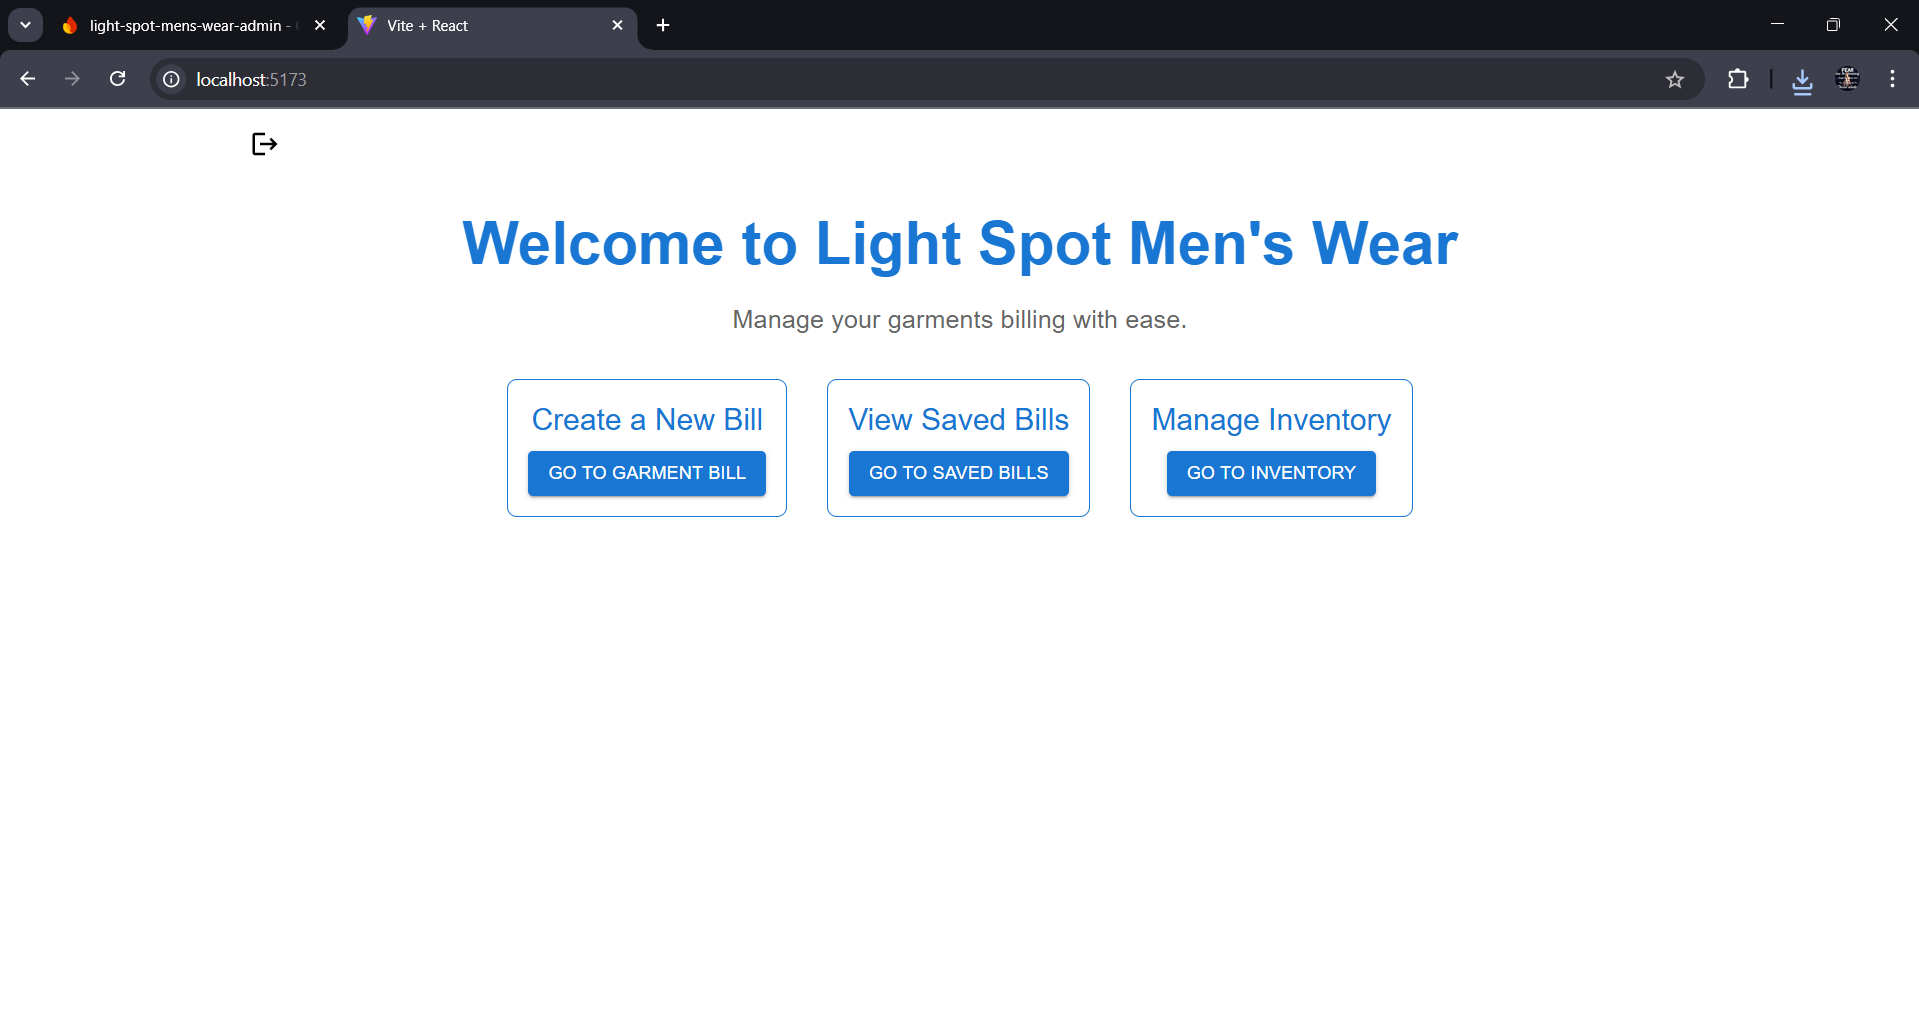 light-spot-mens-wear-admin -
Vite + React
localhost:5173
Welcome to Light Spot Men's Wear
Manage your garments billing with ease.
Create a New Bill
GO TO GARMENT BILL
View Saved Bills
GO TO SAVED BILLS
Manage Inventory
GO TO INVENTORY